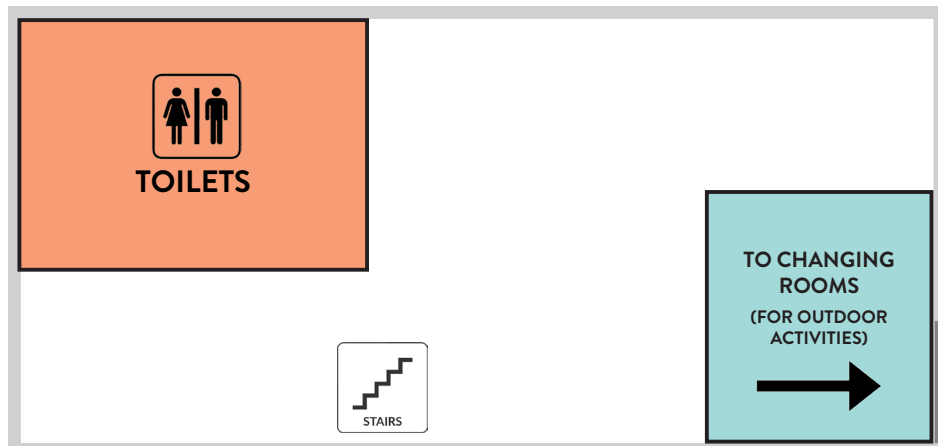 TOILETS
TO CHANGING
ROOMS
(FOR OUTDOOR
ACTIVITIES)
STAIRS